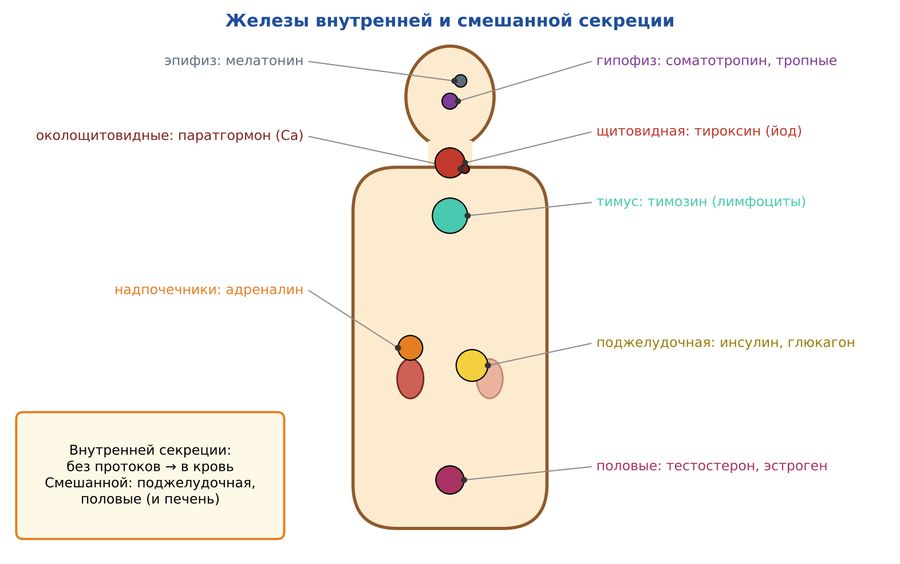 Железы внутренней и смешанной секреции
эпифиз: мелатонин
гипофиз: соматотропин, тропные
околощитовидные: паратгормон (Ca)
щитовидная: тироксин (йод)
тимус: тимозин (лимфоциты)
надпочечники: адреналин
поджелудочная: инсулин, глюкагон
половые: тестостерон, эстроген
Внутренней секреции:
без протоков → в кровь
Смешанной: поджелудочная,
половые (и печень)